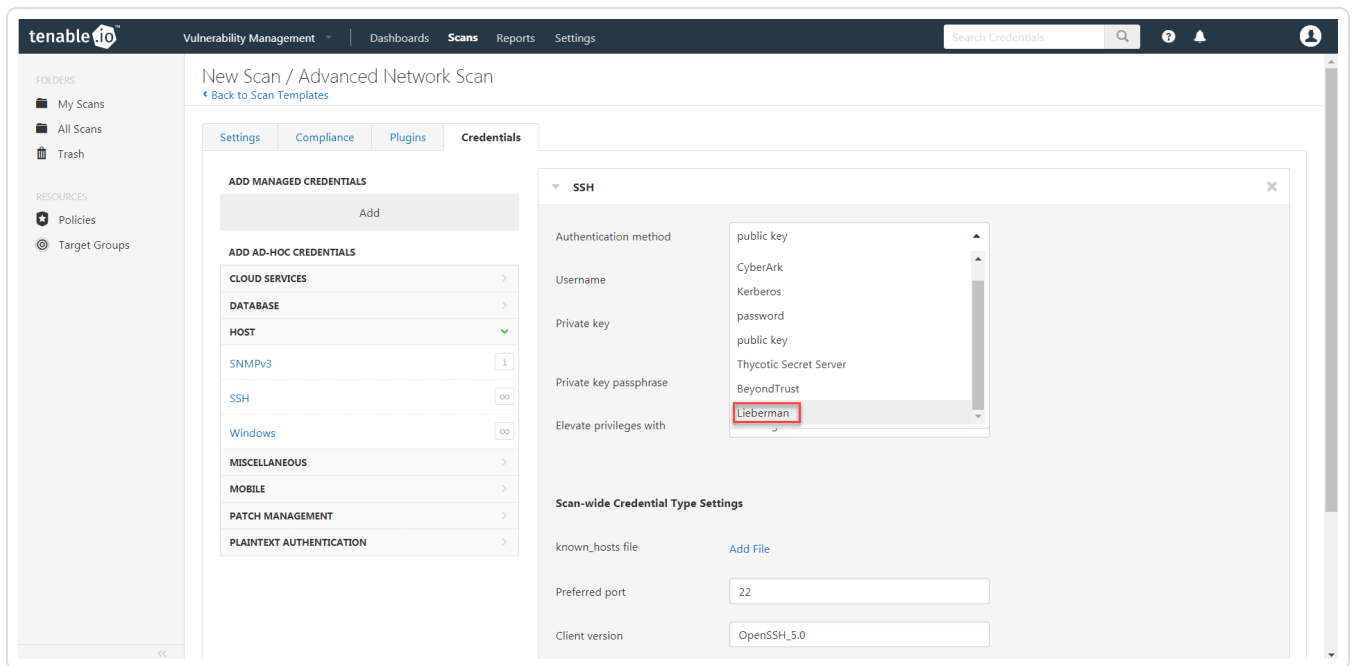 tenable.io™
Vulnerability Management
Dashboards
Scans
Reports
Settings
Search Credentials
FOLDERS
My Scans
All Scans
Trash
RESOURCES
Policies
Target Groups
New Scan / Advanced Network Scan
Back to Scan Templates
Settings
Compliance
Plugins
Credentials
ADD MANAGED CREDENTIALS
Add
ADD AD-HOC CREDENTIALS
CLOUD SERVICES
DATABASE
HOST
SNMPv3
1
SSH
∞
Windows
∞
MISCELLANEOUS
MOBILE
PATCH MANAGEMENT
PLAINTEXT AUTHENTICATION
SSH
Authentication method
public key
CyberArk
Kerberos
password
public key
Thycotic Secret Server
BeyondTrust
Lieberman
Username
Private key
Private key passphrase
Elevate privileges with
Scan-wide Credential Type Settings
known_hosts file
Add File
Preferred port
22
Client version
OpenSSH_5.0